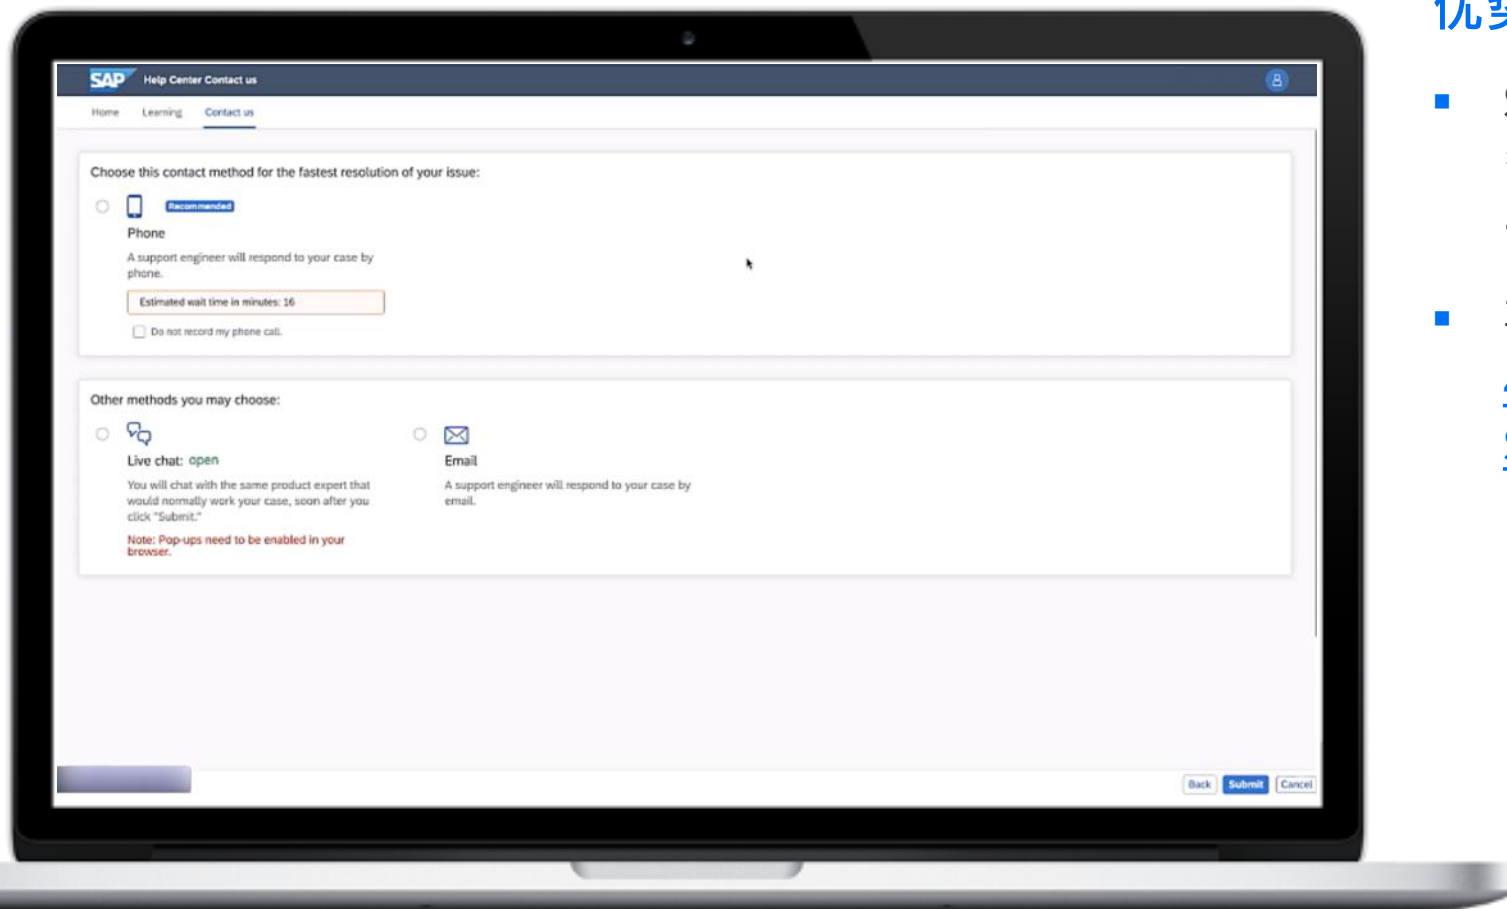 SAP Help Center Contact us
Home Learning Contact us
Choose this contact method for the fastest resolution of your issue:
Recommended
Phone
A support engineer will respond to your case by
phone.
Estimated wait time in minutes: 16
Do not record my phone call.
Other methods you may choose:
Live chat: open
You will chat with the same product expert that
would normally work your case, soon after you
click "Submit."
Note: Pop-ups need to be enabled in your
browser.
Email
A support engineer will respond to your case by
email.
Back Submit Cancel